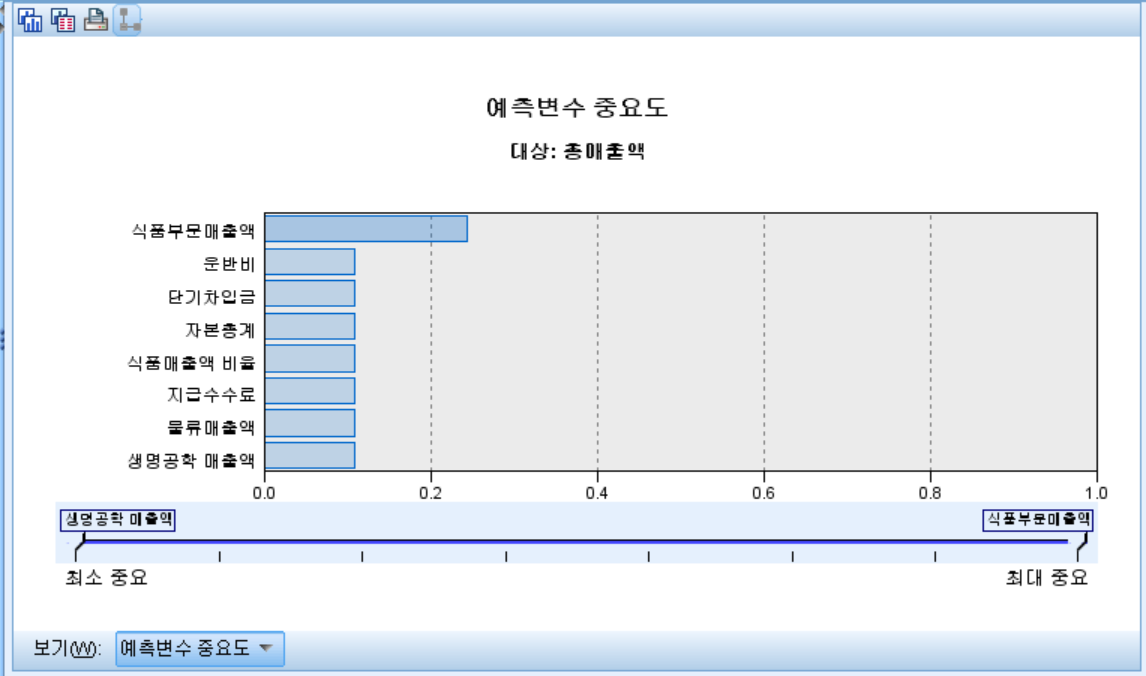 예측변수 중요도
대상: 총매출액
식품부문매출액
운반비
단기차입금
자본총계
식품매출액 비율
지급수수료
물류매출액
생명공학 매출액
0.0 0.2 0.4 0.6 0.8 1.0
생명공학 매출액 식품부문매출액
최소 중요 최대 중요
보기(W): 예측변수 중요도